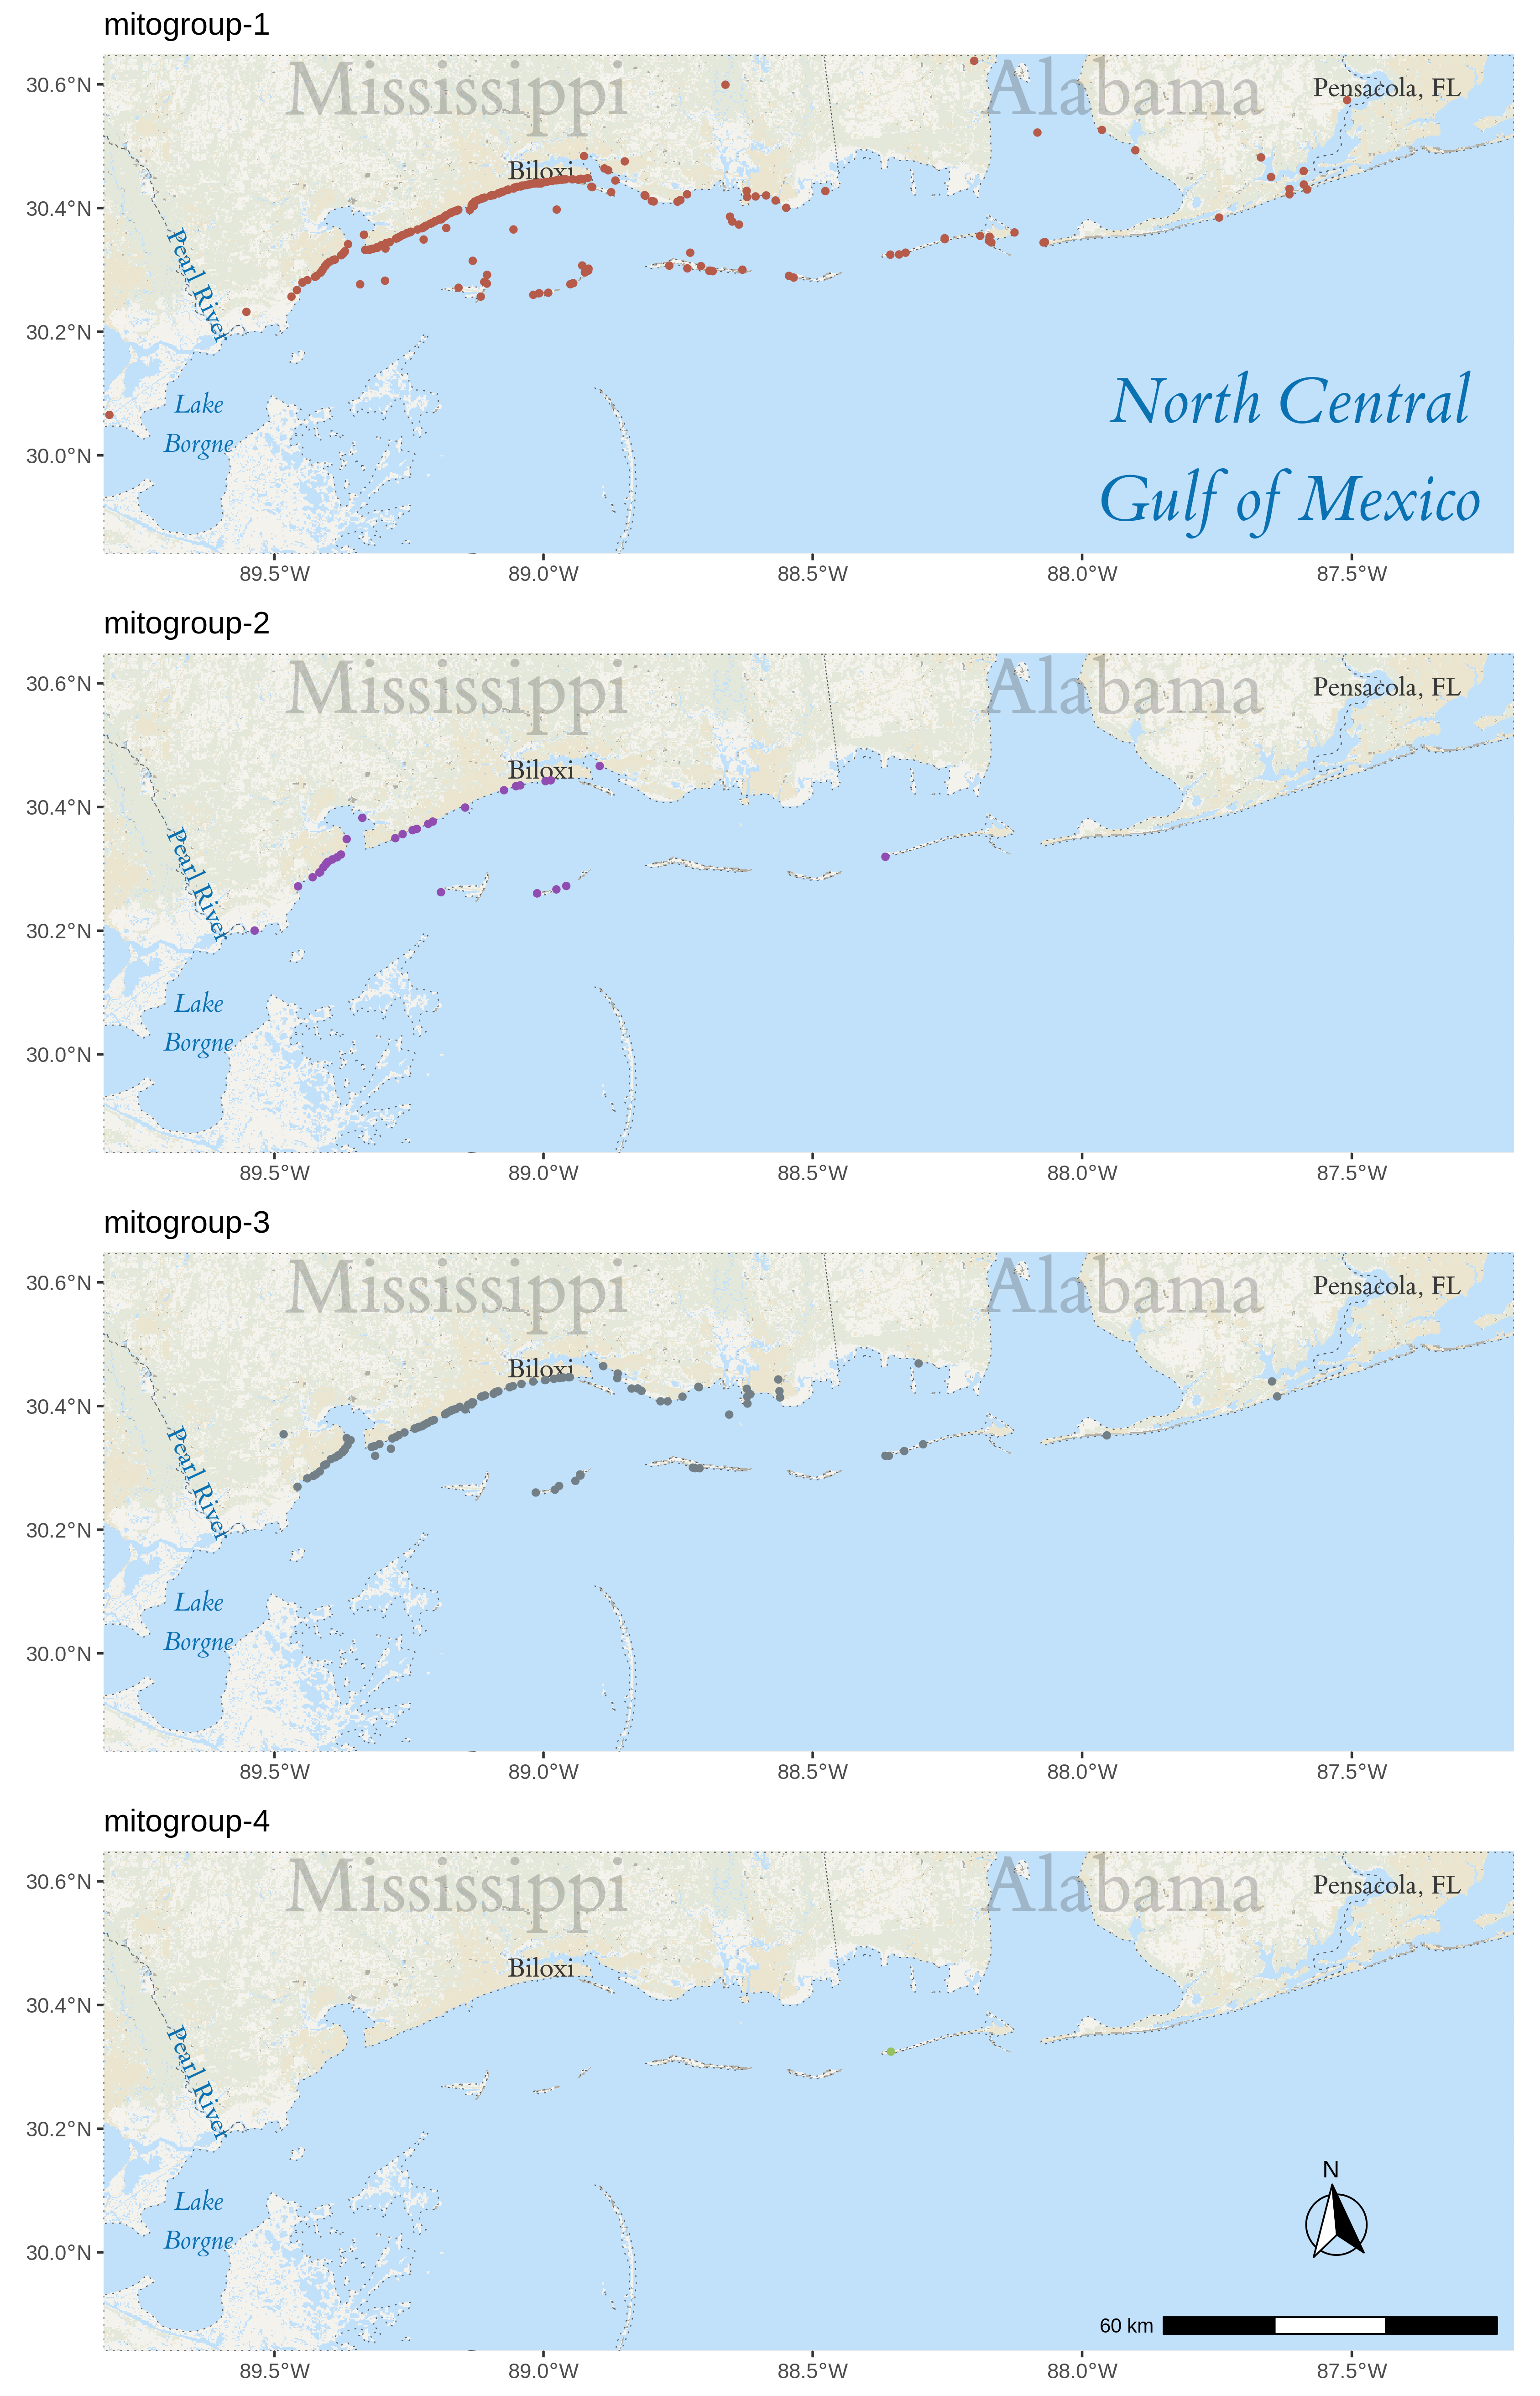 mitogroup-1
Mississippi
Alabama
Pensacola, FL
Biloxi
Pearl River
Lake
Borgne
North Central
Gulf of Mexico
30.6°N
30.4°N
30.2°N
30.0°N
89.5°W 89.0°W 88.5°W 88.0°W 87.5°W
mitogroup-2
Mississippi
Alabama
Pensacola, FL
Biloxi
Pearl River
Lake
Borgne
30.6°N
30.4°N
30.2°N
30.0°N
89.5°W 89.0°W 88.5°W 88.0°W 87.5°W
mitogroup-3
Mississippi
Alabama
Pensacola, FL
Biloxi
Pearl River
Lake
Borgne
30.6°N
30.4°N
30.2°N
30.0°N
89.5°W 89.0°W 88.5°W 88.0°W 87.5°W
mitogroup-4
Mississippi
Alabama
Pensacola, FL
Biloxi
Pearl River
Lake
Borgne
30.6°N
30.4°N
30.2°N
30.0°N
N
60 km
89.5°W 89.0°W 88.5°W 88.0°W 87.5°W